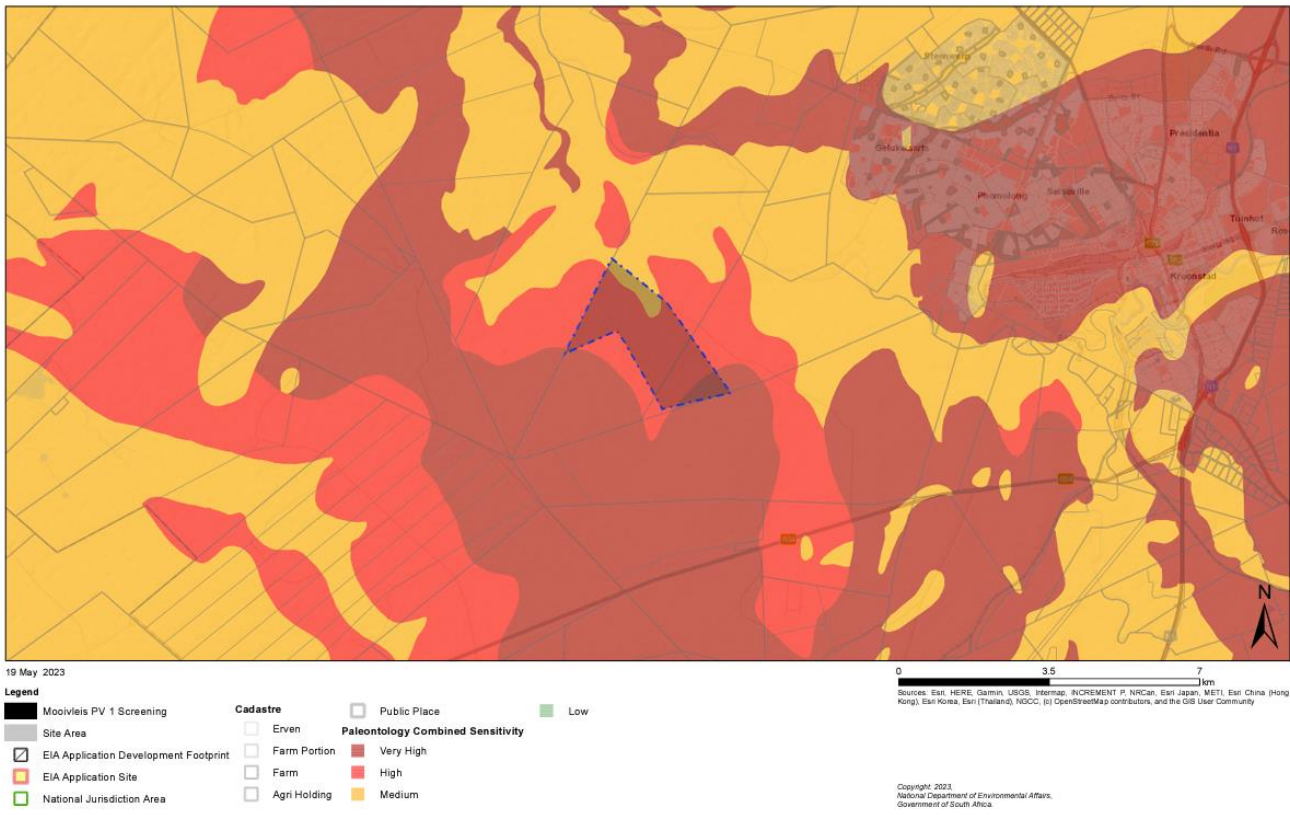 Steynsrus
Presidentia
Gelukwaarts
Phomolong
Seisoville
Tuinhof
Kroonstad
N
19 May 2023
0 3.5 7
km
Sources: Esri, HERE, Garmin, USGS, Intermap, INCREMENT P, NRCan, Esri Japan, METI, Esri China (Hong
Kong), Esri Korea, Esri (Thailand), NGCC, (c) OpenStreetMap contributors, and the GIS User Community
Legend
Mooivleis PV 1 Screening
Site Area
EIA Application Development Footprint
EIA Application Site
National Jurisdiction Area
Cadastre
Erven
Farm Portion
Farm
Agri Holding
Public Place
Paleontology Combined Sensitivity
Very High
High
Medium
Low
Copyright: 2023,
National Department of Environmental Affairs,
Government of South Africa.